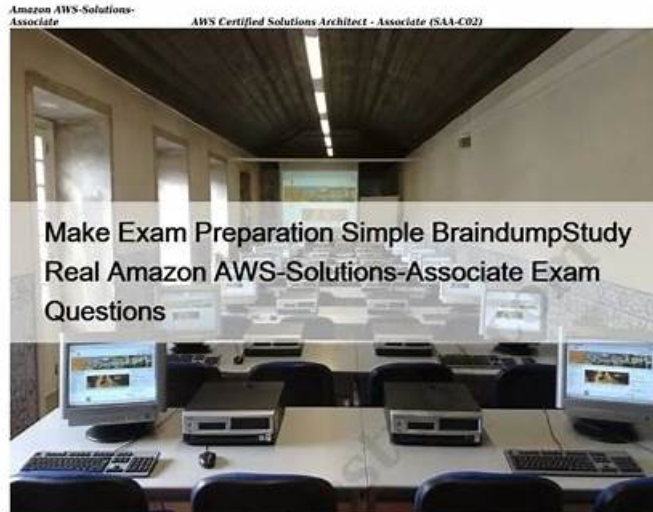 Amazon AWS-Solutions-
Associate
AWS Certified Solutions Architect - Associate (SAA-C02)
Make Exam Preparation Simple BraindumpStudy
Real Amazon AWS-Solutions-Associate Exam
Questions